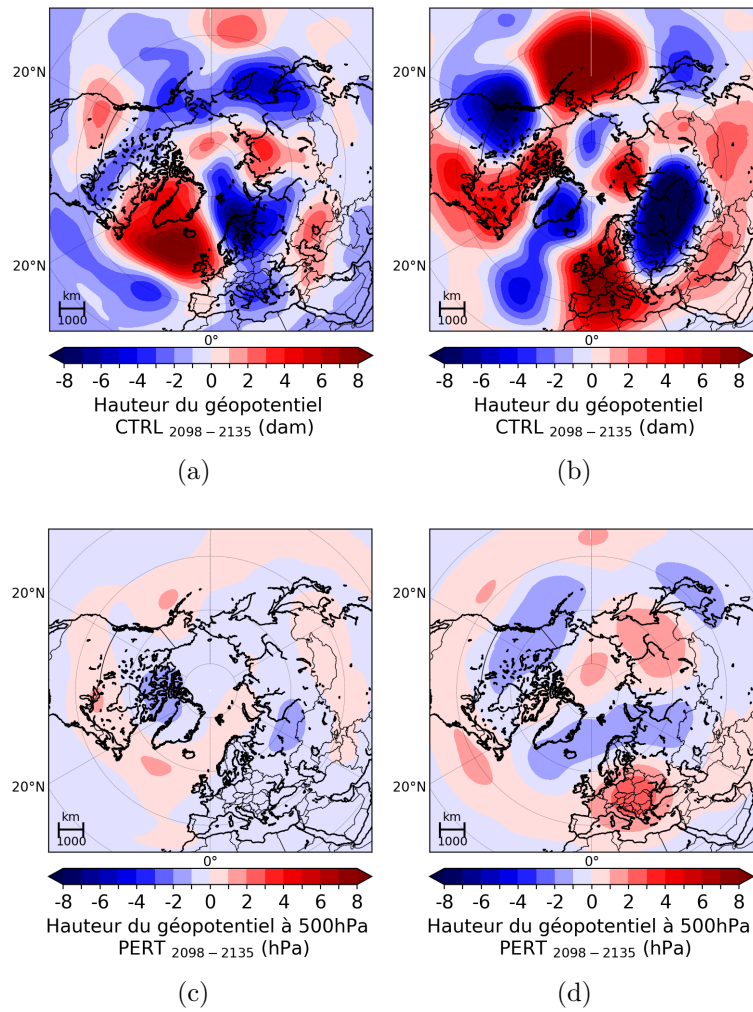 20°N
20°N
km
1000
0°
-8 -6 -4 -2 0 2 4 6 8
Hauteur du géopotentiel
CTRL 2098−2135 (dam)
(a)
20°N
20°N
km
1000
0°
-8 -6 -4 -2 0 2 4 6 8
Hauteur du géopotentiel
CTRL 2098−2135 (dam)
(b)
20°N
20°N
km
1000
0°
-8 -6 -4 -2 0 2 4 6 8
Hauteur du géopotentiel à 500hPa
PERT 2098−2135 (hPa)
(c)
20°N
20°N
km
1000
0°
-8 -6 -4 -2 0 2 4 6 8
Hauteur du géopotentiel à 500hPa
PERT 2098−2135 (hPa)
(d)